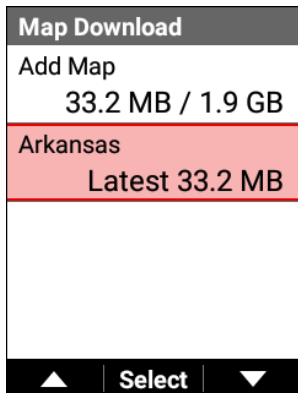 Map Download
Add Map
33.2 MB / 1.9 GB
Arkansas
Latest 33.2 MB
Select